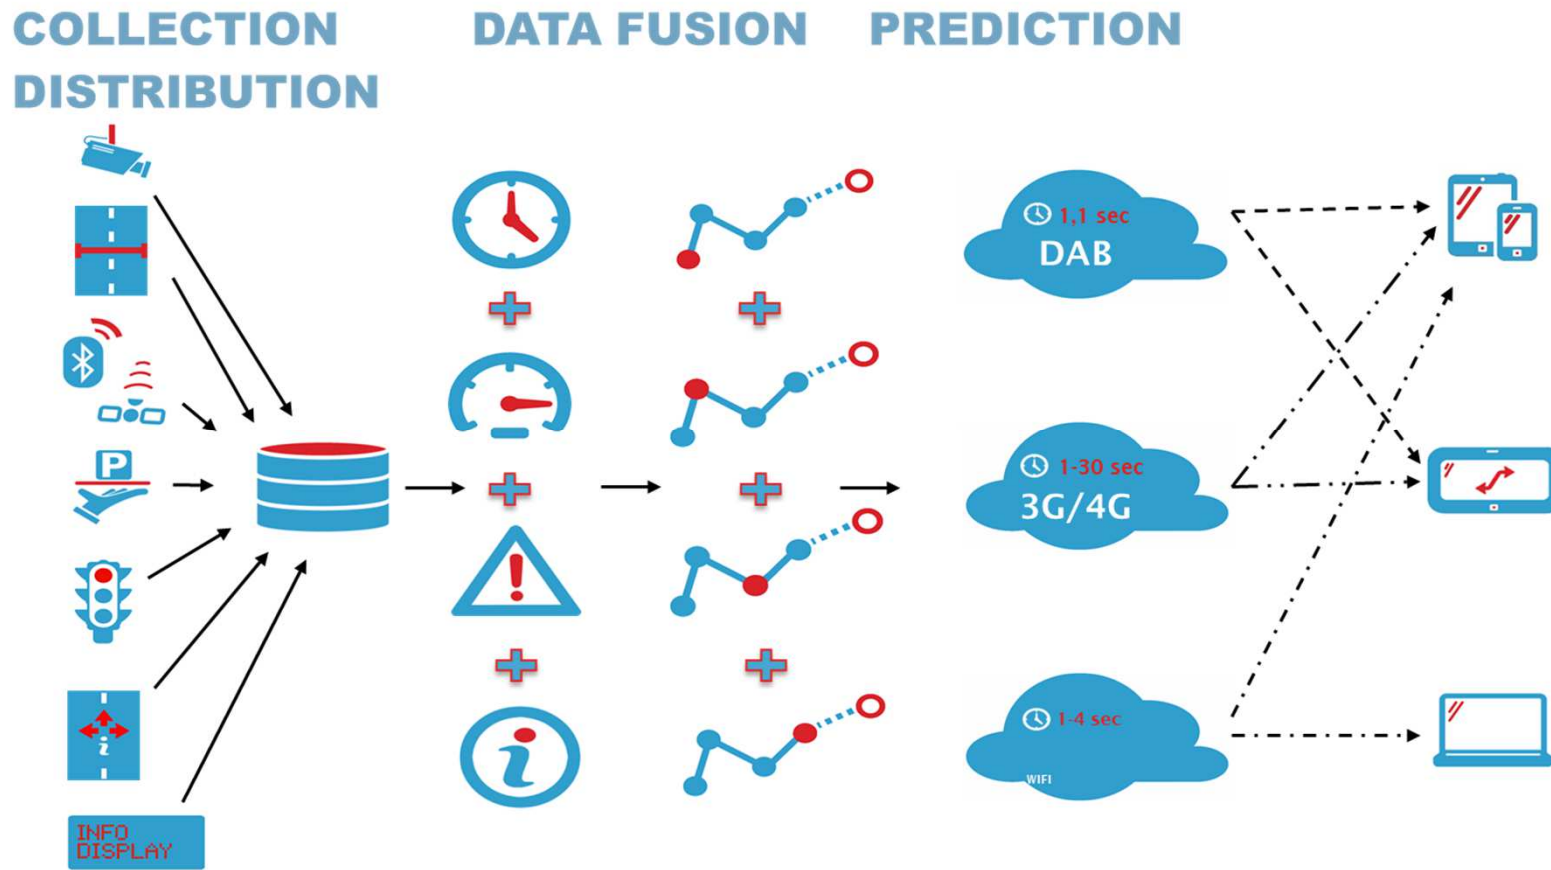 COLLECTION DATA FUSION PREDICTION
DISTRIBUTION
1,1 sec
DAB
P
1-30 sec
3G/4G
i
1-4 sec
WIFI
i
INFO
DISPLAY